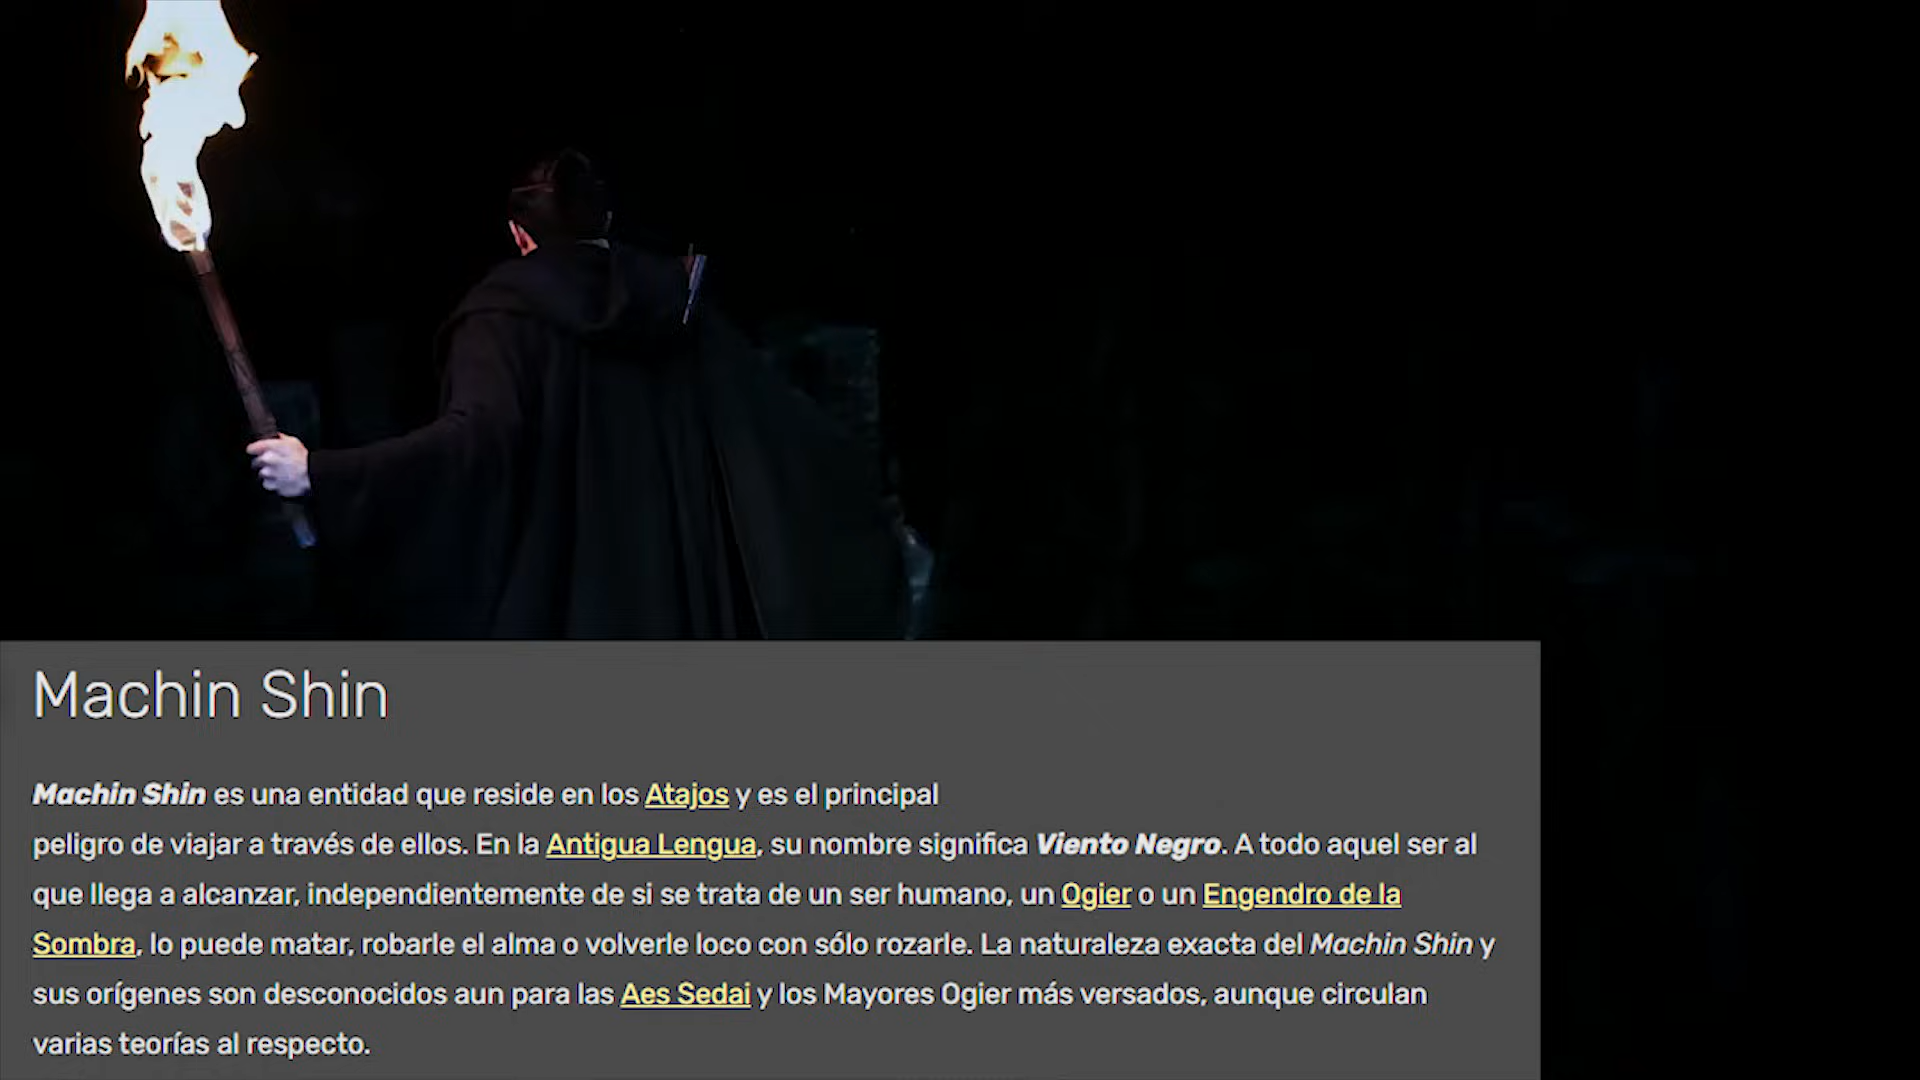 Machin Shin
Machin Shin es una entidad que reside en los Atajos y es el principal
peligro de viajar a través de ellos. En la Antigua Lengua, su nombre significa Viento Negro. A todo aquel ser al
que llega a alcanzar, independientemente de si se trata de un ser humano, un Ogier o un Engendro de la
Sombra, lo puede matar, robarle el alma o volverle loco con sólo rozarle. La naturaleza exacta del Machin Shin y
sus orígenes son desconocidos aun para las Aes Sedai y los Mayores Ogier más versados, aunque circulan
varias teorías al respecto.